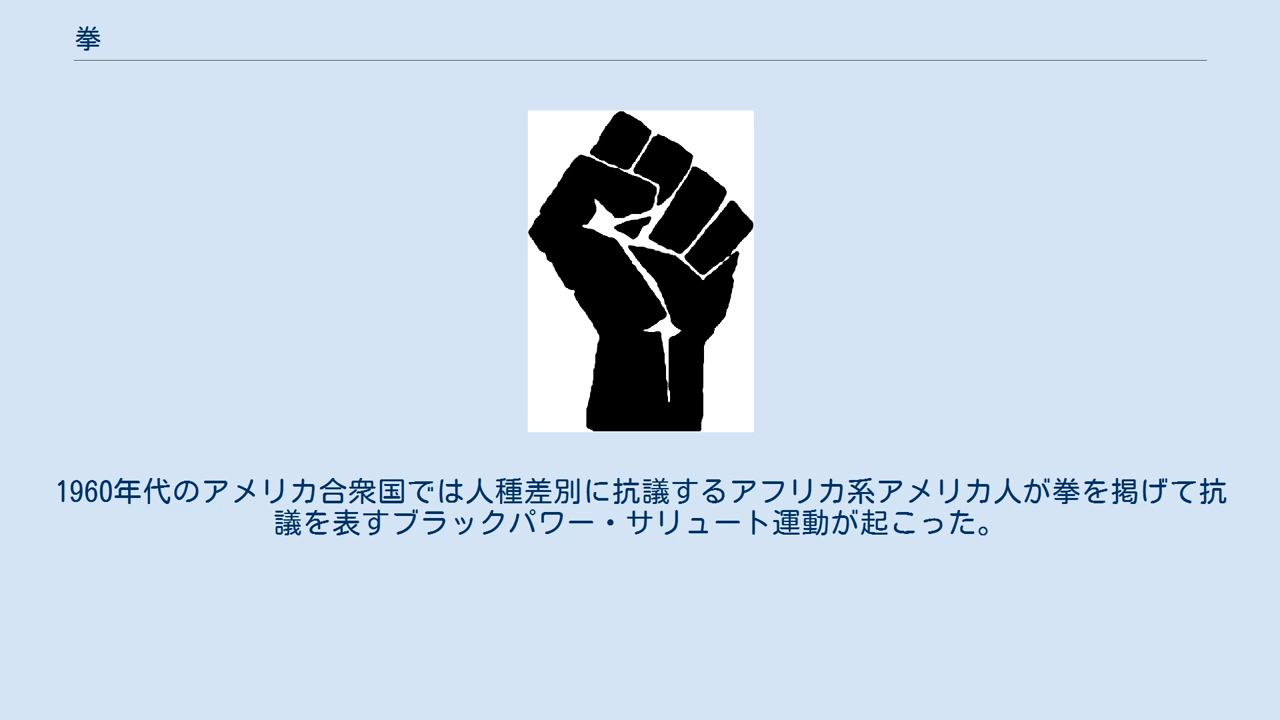 拳
1960年代のアメリカ合衆国では人種差別に抗議するアフリカ系アメリカ人が拳を掲げて抗
議を表すブラックパワー・サリュート運動が起こった。